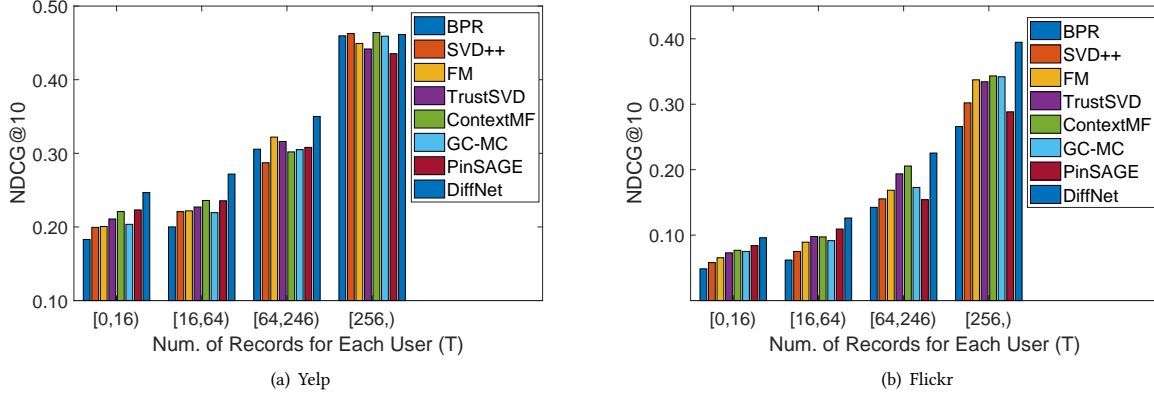 0.50
0.40
0.30
0.20
0.10
NDCG@10
BPR
SVD++
FM
TrustSVD
ContextMF
GC-MC
PinSAGE
DiffNet
[0,16)
[16,64)
[64,246)
[256,)
Num. of Records for Each User (T)
(a) Yelp
0.40
0.30
0.20
0.10
NDCG@10
BPR
SVD++
FM
TrustSVD
ContextMF
GC-MC
PinSAGE
DiffNet
[0,16)
[16,64)
[64,246)
[256,)
Num. of Records for Each User (T)
(b) Flickr